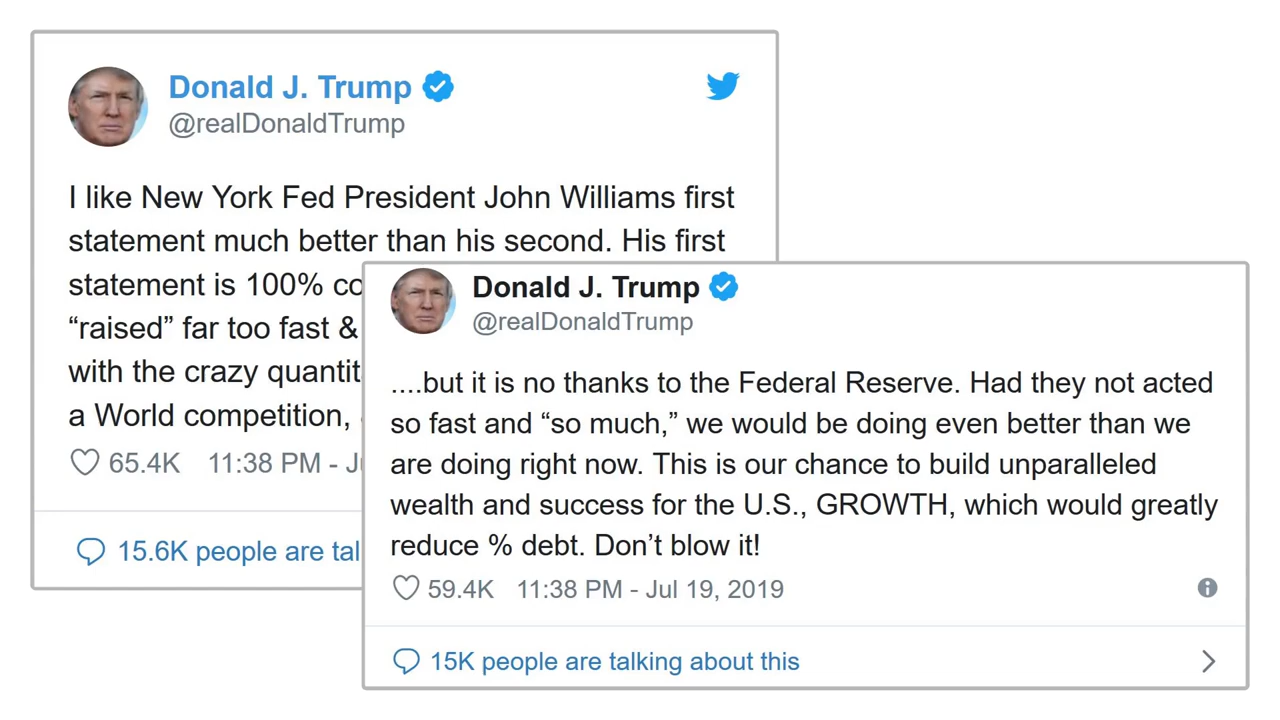 Donald J. Trump
@realDonaldTrump
I like New York Fed President John Williams first
statement much better than his second. His first
statement is 100%
“raised” far too fast &
with the crazy
a World competition,
65.4K 11:38 PM -
15.6K people are
Donald J. Trump
@realDonaldTrump
....but it is no thanks to the Federal Reserve. Had they not acted
so fast and “so much,” we would be doing even better than we
are doing right now. This is our chance to build unparalleled
wealth and success for the U.S., GROWTH, which would greatly
reduce % debt. Don’t blow it!
59.4K 11:38 PM - Jul 19, 2019
15K people are talking about this